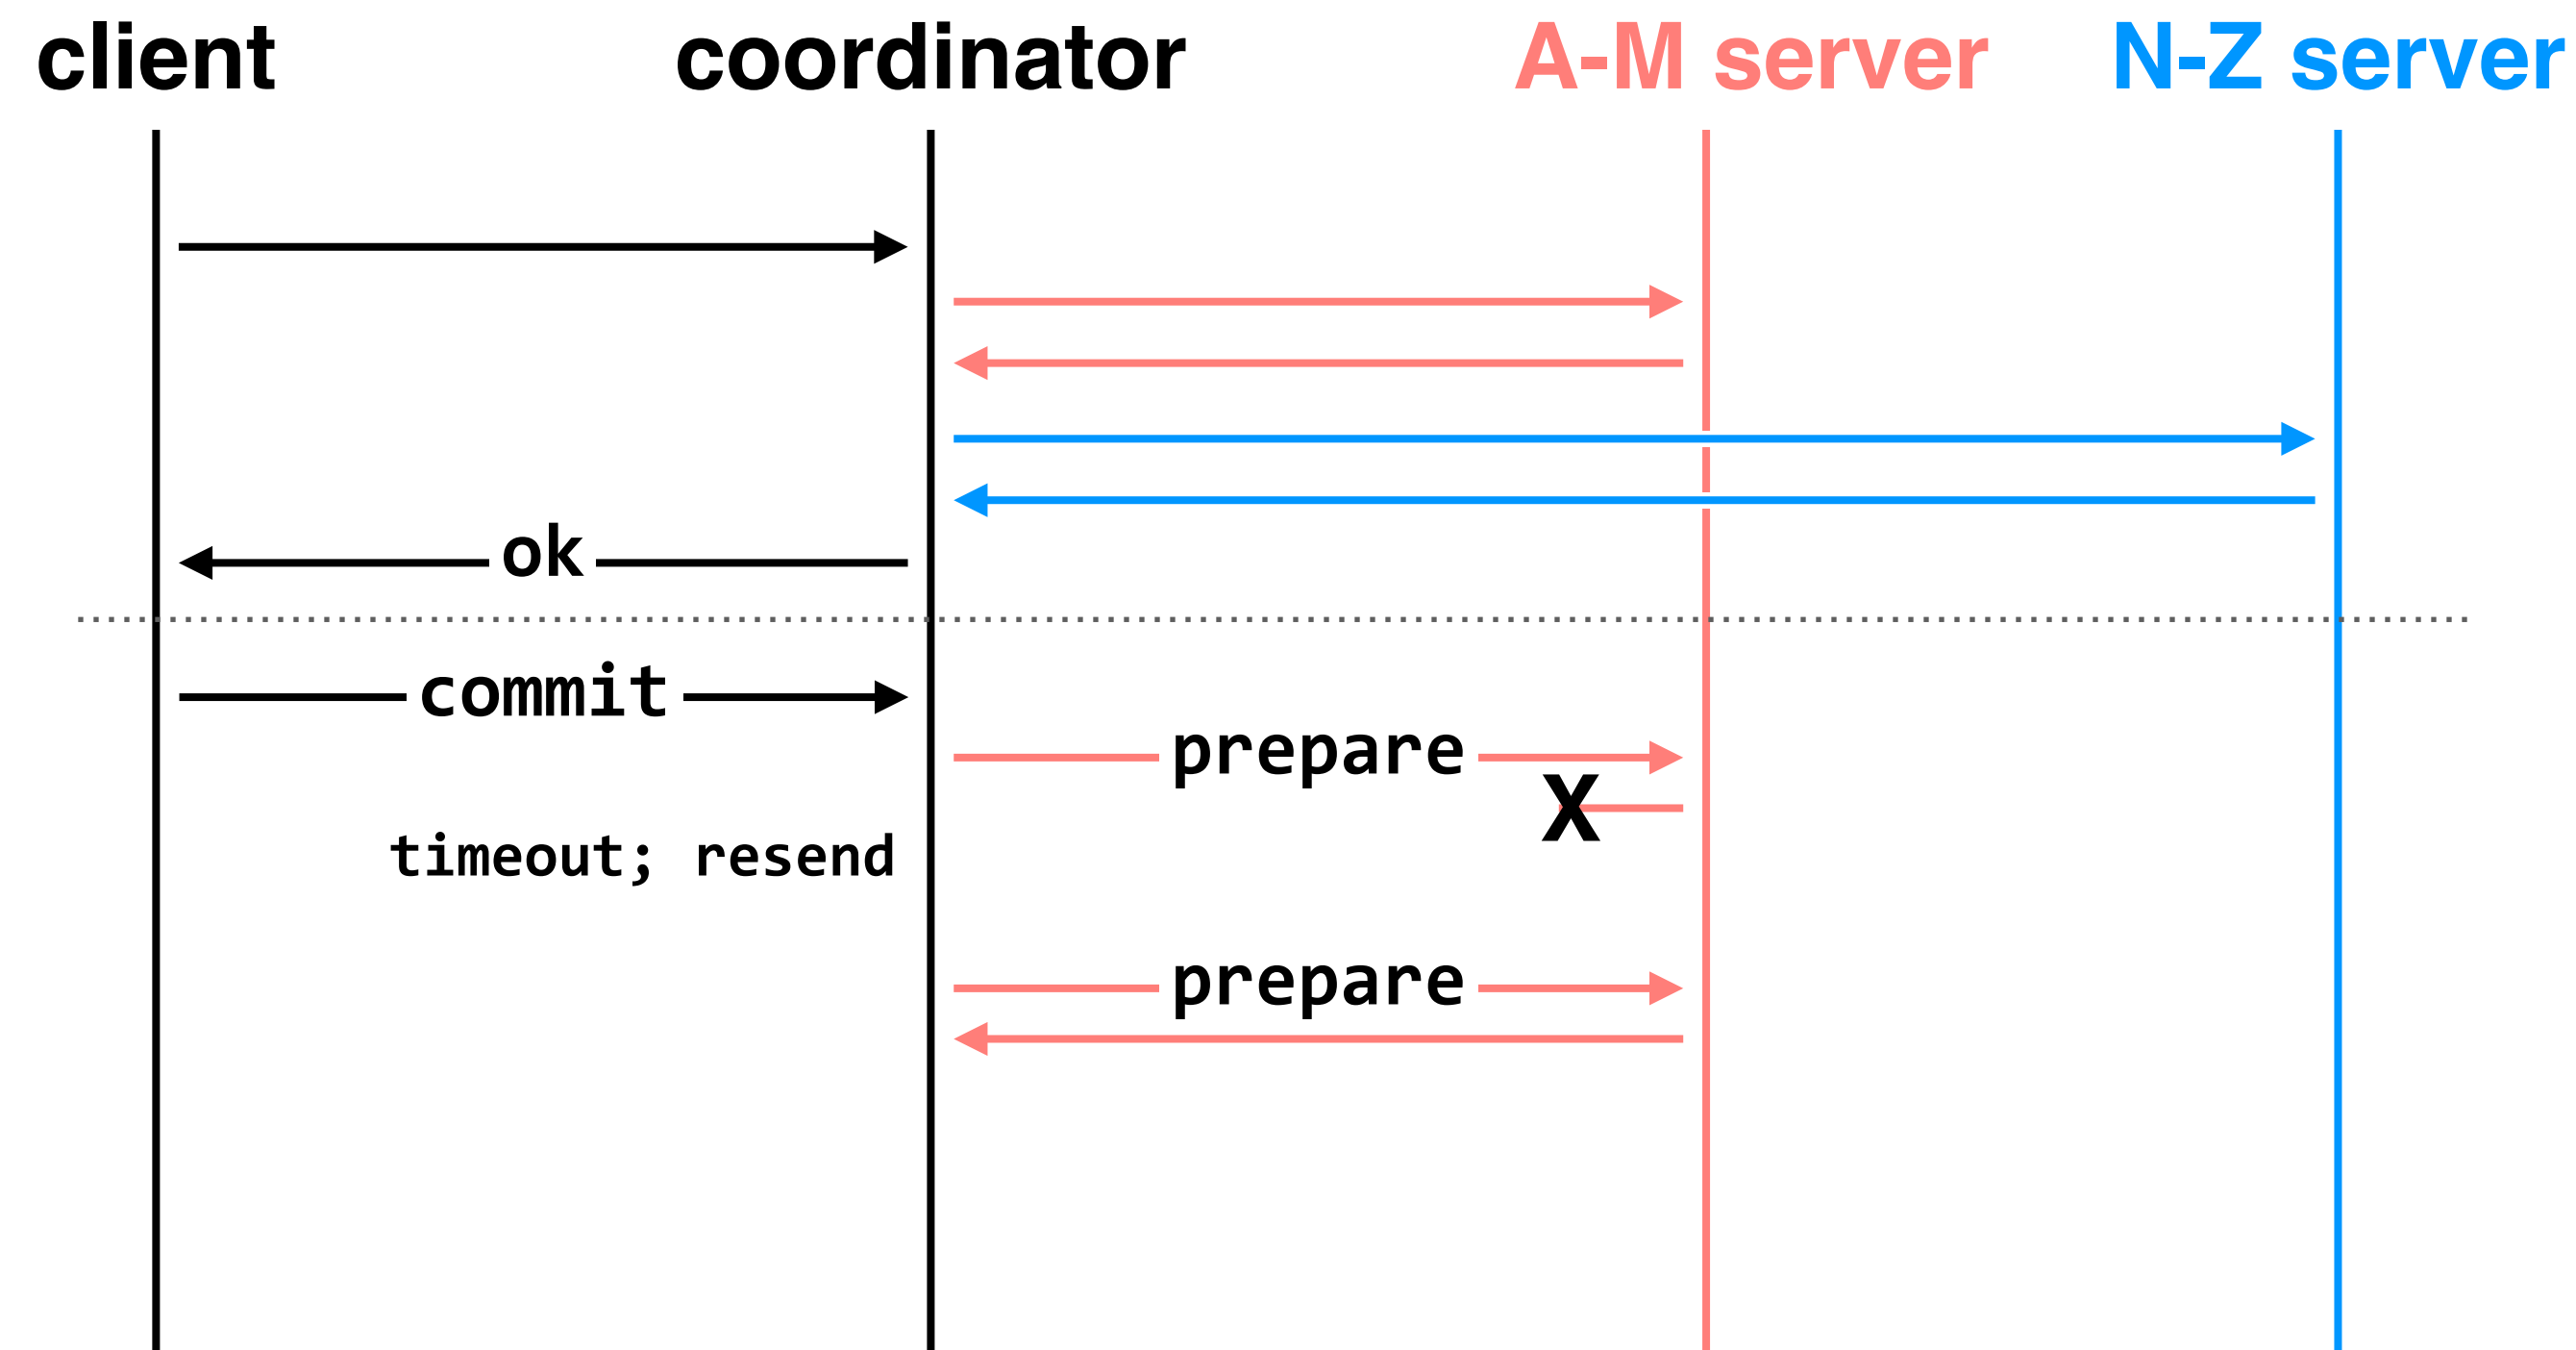 client coordinator A-M server N-Z server
ok
commit
prepare
X
timeout; resend
prepare